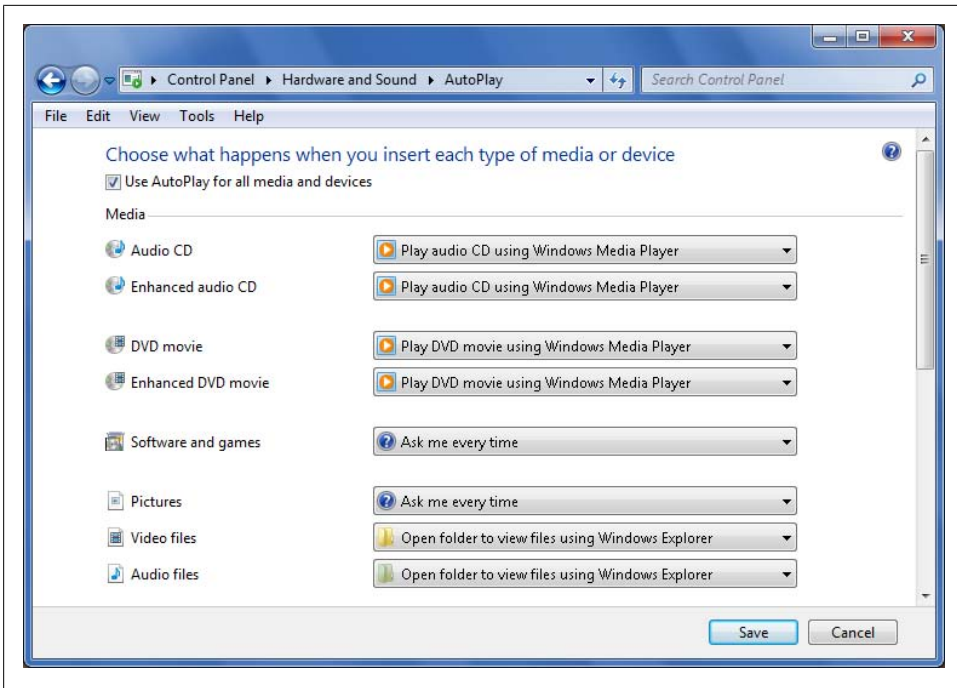 Control Panel Hardware and Sound AutoPlay Search Control Panel
File Edit View Tools Help
Choose what happens when you insert each type of media or device
Use AutoPlay for all media and devices
Media
Audio CD Play audio CD using Windows Media Player
Enhanced audio CD Play audio CD using Windows Media Player
DVD movie Play DVD movie using Windows Media Player
Enhanced DVD movie Play DVD movie using Windows Media Player
Software and games Ask me every time
Pictures Ask me every time
Video files Open folder to view files using Windows Explorer
Audio files Open folder to view files using Windows Explorer
Save Cancel